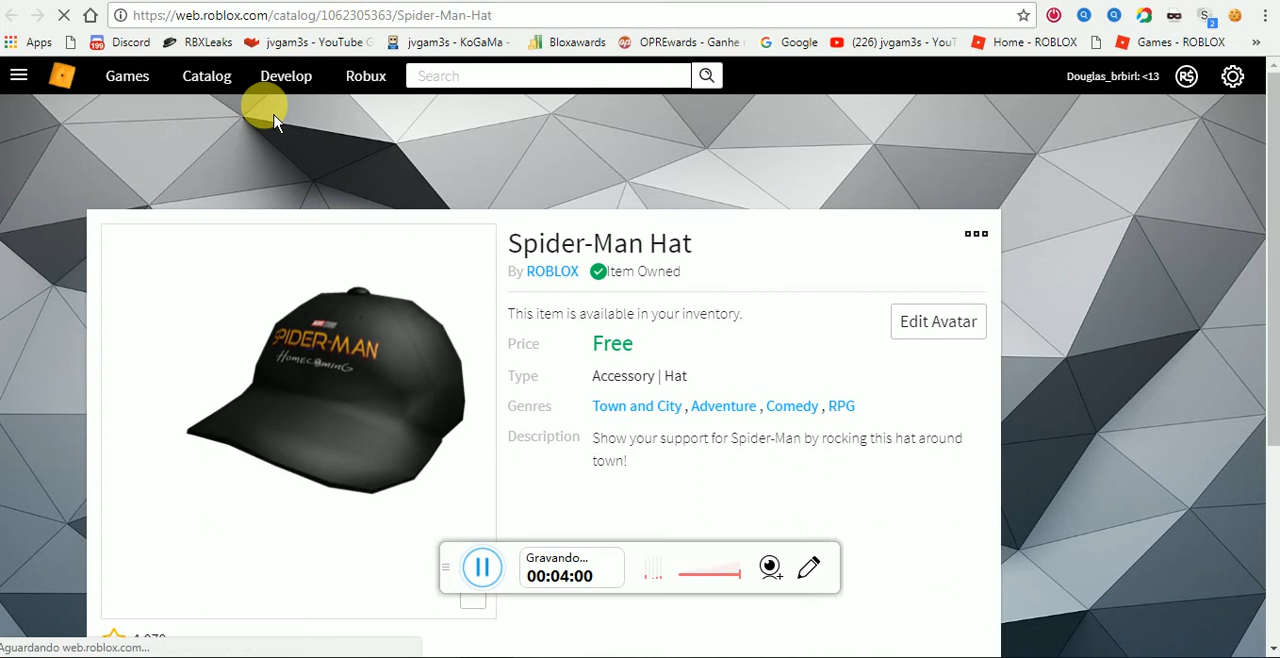 https://web.roblox.com/catalog/1062305363/Spider-Man-Hat
Apps Discord RBXLeaks jvgam3s - YouTube G jvgam3s - KoGaMa - Bloxawards OPREwards - Ganhe Google (226) jvgam3s - YouT Home - ROBLOX Games - ROBLOX »
Games Catalog Develop Robux Search Douglas_brbirl: <13 R$
Spider-Man Hat
By ROBLOX Item Owned
This item is available in your inventory.
Edit Avatar
Price Free
Type Accessory | Hat
Genres Town and City , Adventure , Comedy , RPG
Description Show your support for Spider-Man by rocking this hat around
town!
SPIDER-MAN
HOMECOMING
Gravando...
00:04:00
Aguardando web.roblox.com...